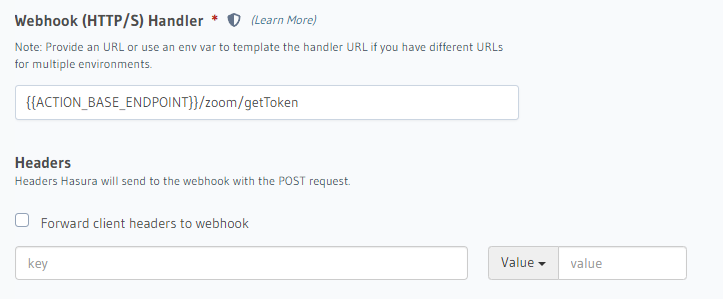 Webhook (HTTP/S) Handler * (Learn More)
Note: Provide an URL or use an env var to template the handler URL if you have different URLs
for multiple environments.
{{ACTION_BASE_ENDPOINT}}/zoom/getToken
Headers
Headers Hasura will send to the webhook with the POST request.
Forward client headers to webhook
key Value value